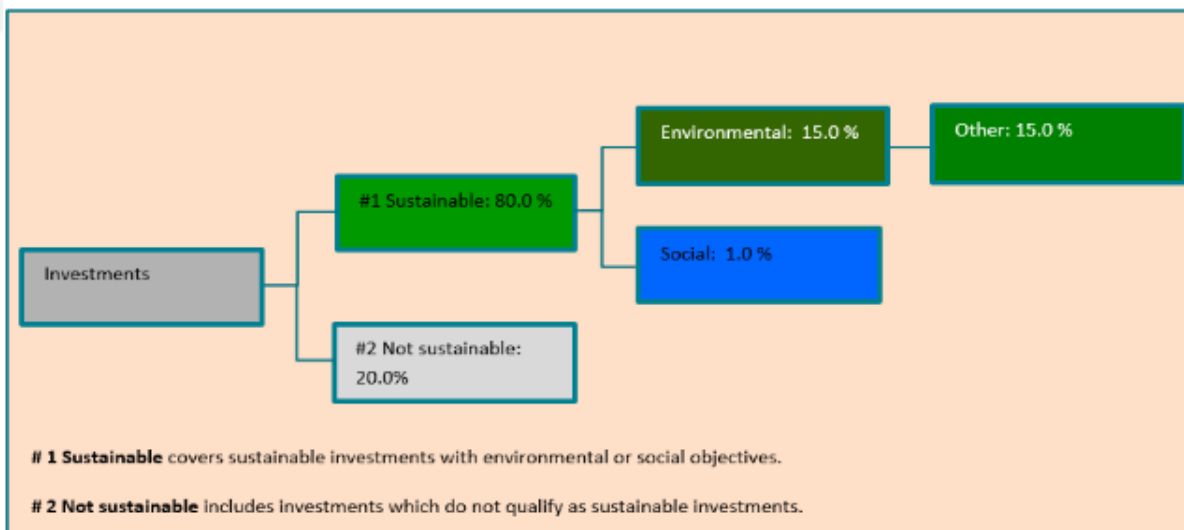 Environmental: 15.0 %
Other: 15.0 %
#1 Sustainable: 80.0 %
Social: 1.0 %
Investments
#2 Not sustainable:
20.0%
# 1 Sustainable covers sustainable investments with environmental or social objectives.
# 2 Not sustainable includes investments which do not qualify as sustainable investments.